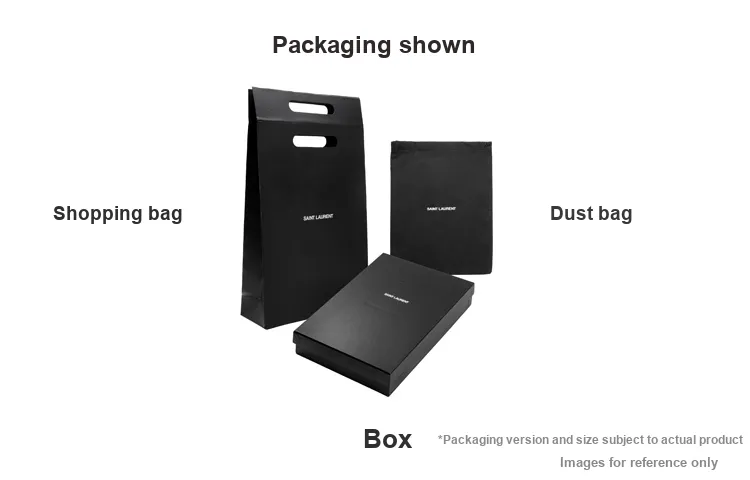 Packaging shown
Shopping bag
SAINT LAURENT
SAINT LAURENT
Dust bag
SAINT LAURENT
Box
*Packaging version and size subject to actual product
Images for reference only